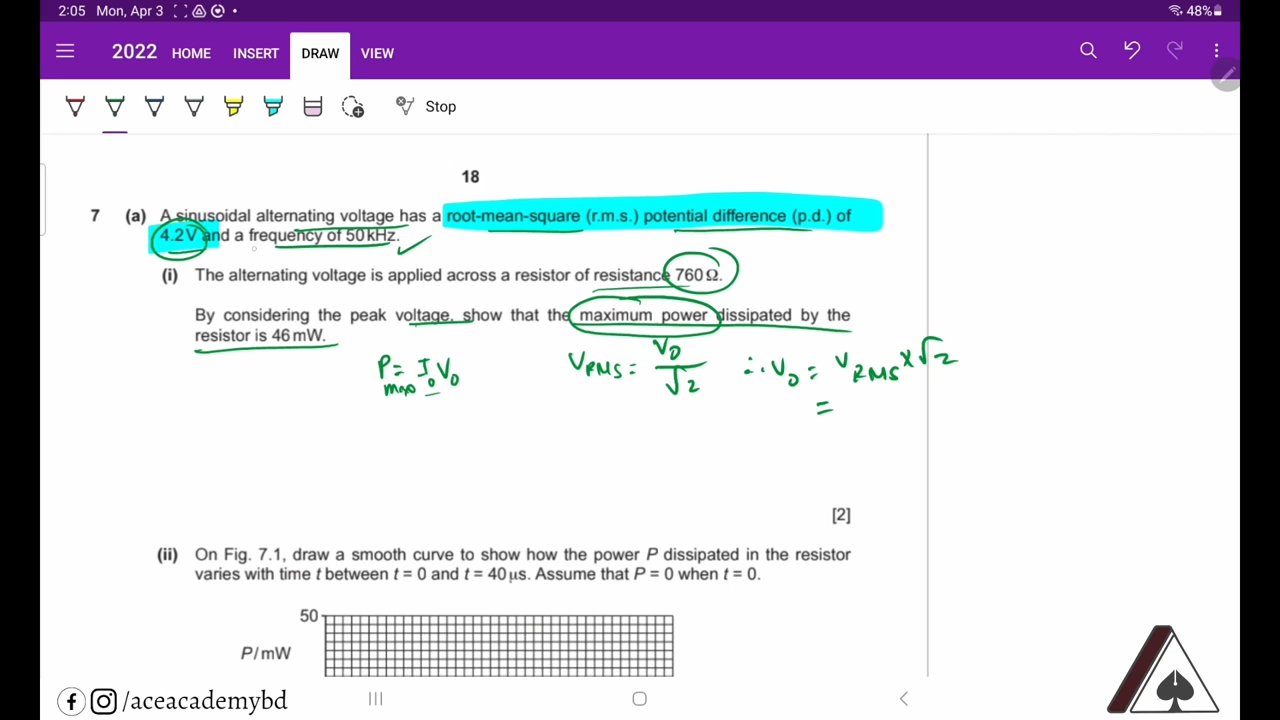 2:05 Mon, Apr 3
48%
2022 HOME INSERT DRAW VIEW
Stop
18
7 (a) A sinusoidal alternating voltage has a root-mean-square (r.m.s.) potential difference (p.d.) of
4.2V and a frequency of 50kHz.
(i) The alternating voltage is applied across a resistor of resistance 760Ω.
By considering the peak voltage, show that the maximum power dissipated by the
resistor is 46mW.
P = I₀V₀
max
V_RMS = V₀/√2
∴ V₀ = V_RMS × √2
=
[2]
(ii) On Fig. 7.1, draw a smooth curve to show how the power P dissipated in the resistor
varies with time t between t = 0 and t = 40µs. Assume that P = 0 when t = 0.
50
P/mW
/aceacademybd